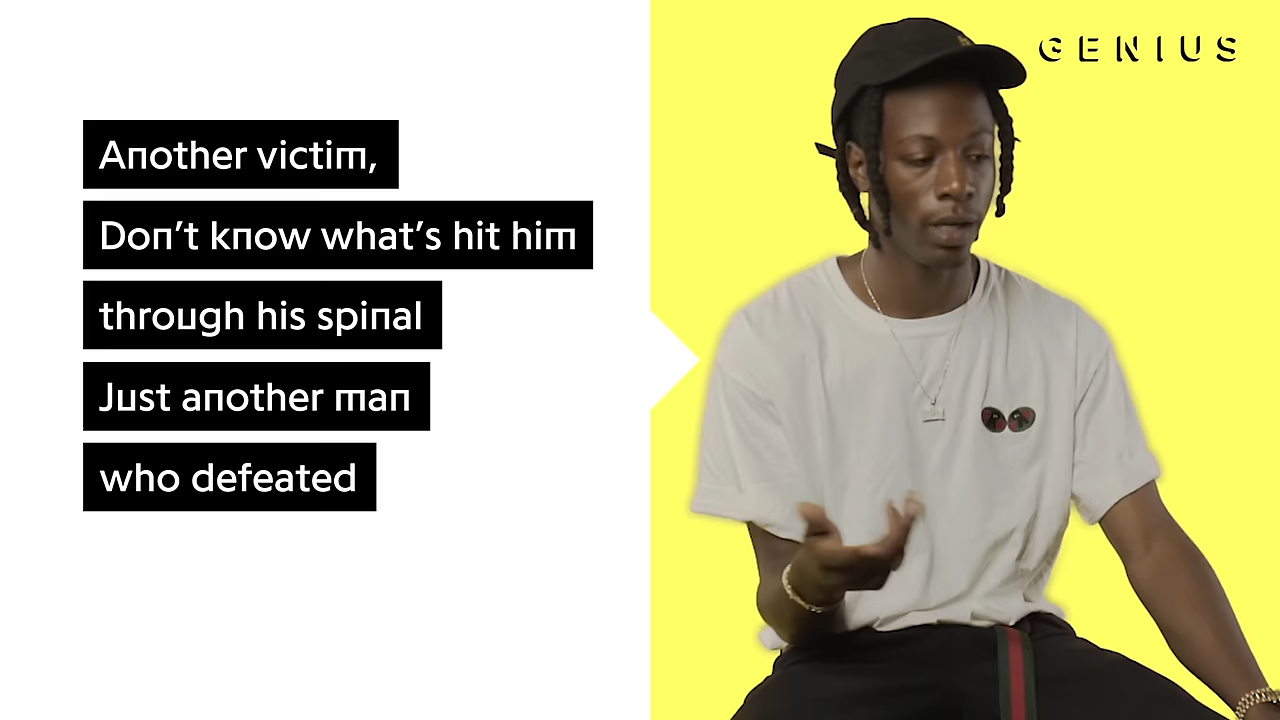 Another victim,
Don’t know what’s hit him
through his spinal
Just another man
who defeated
GENIUS